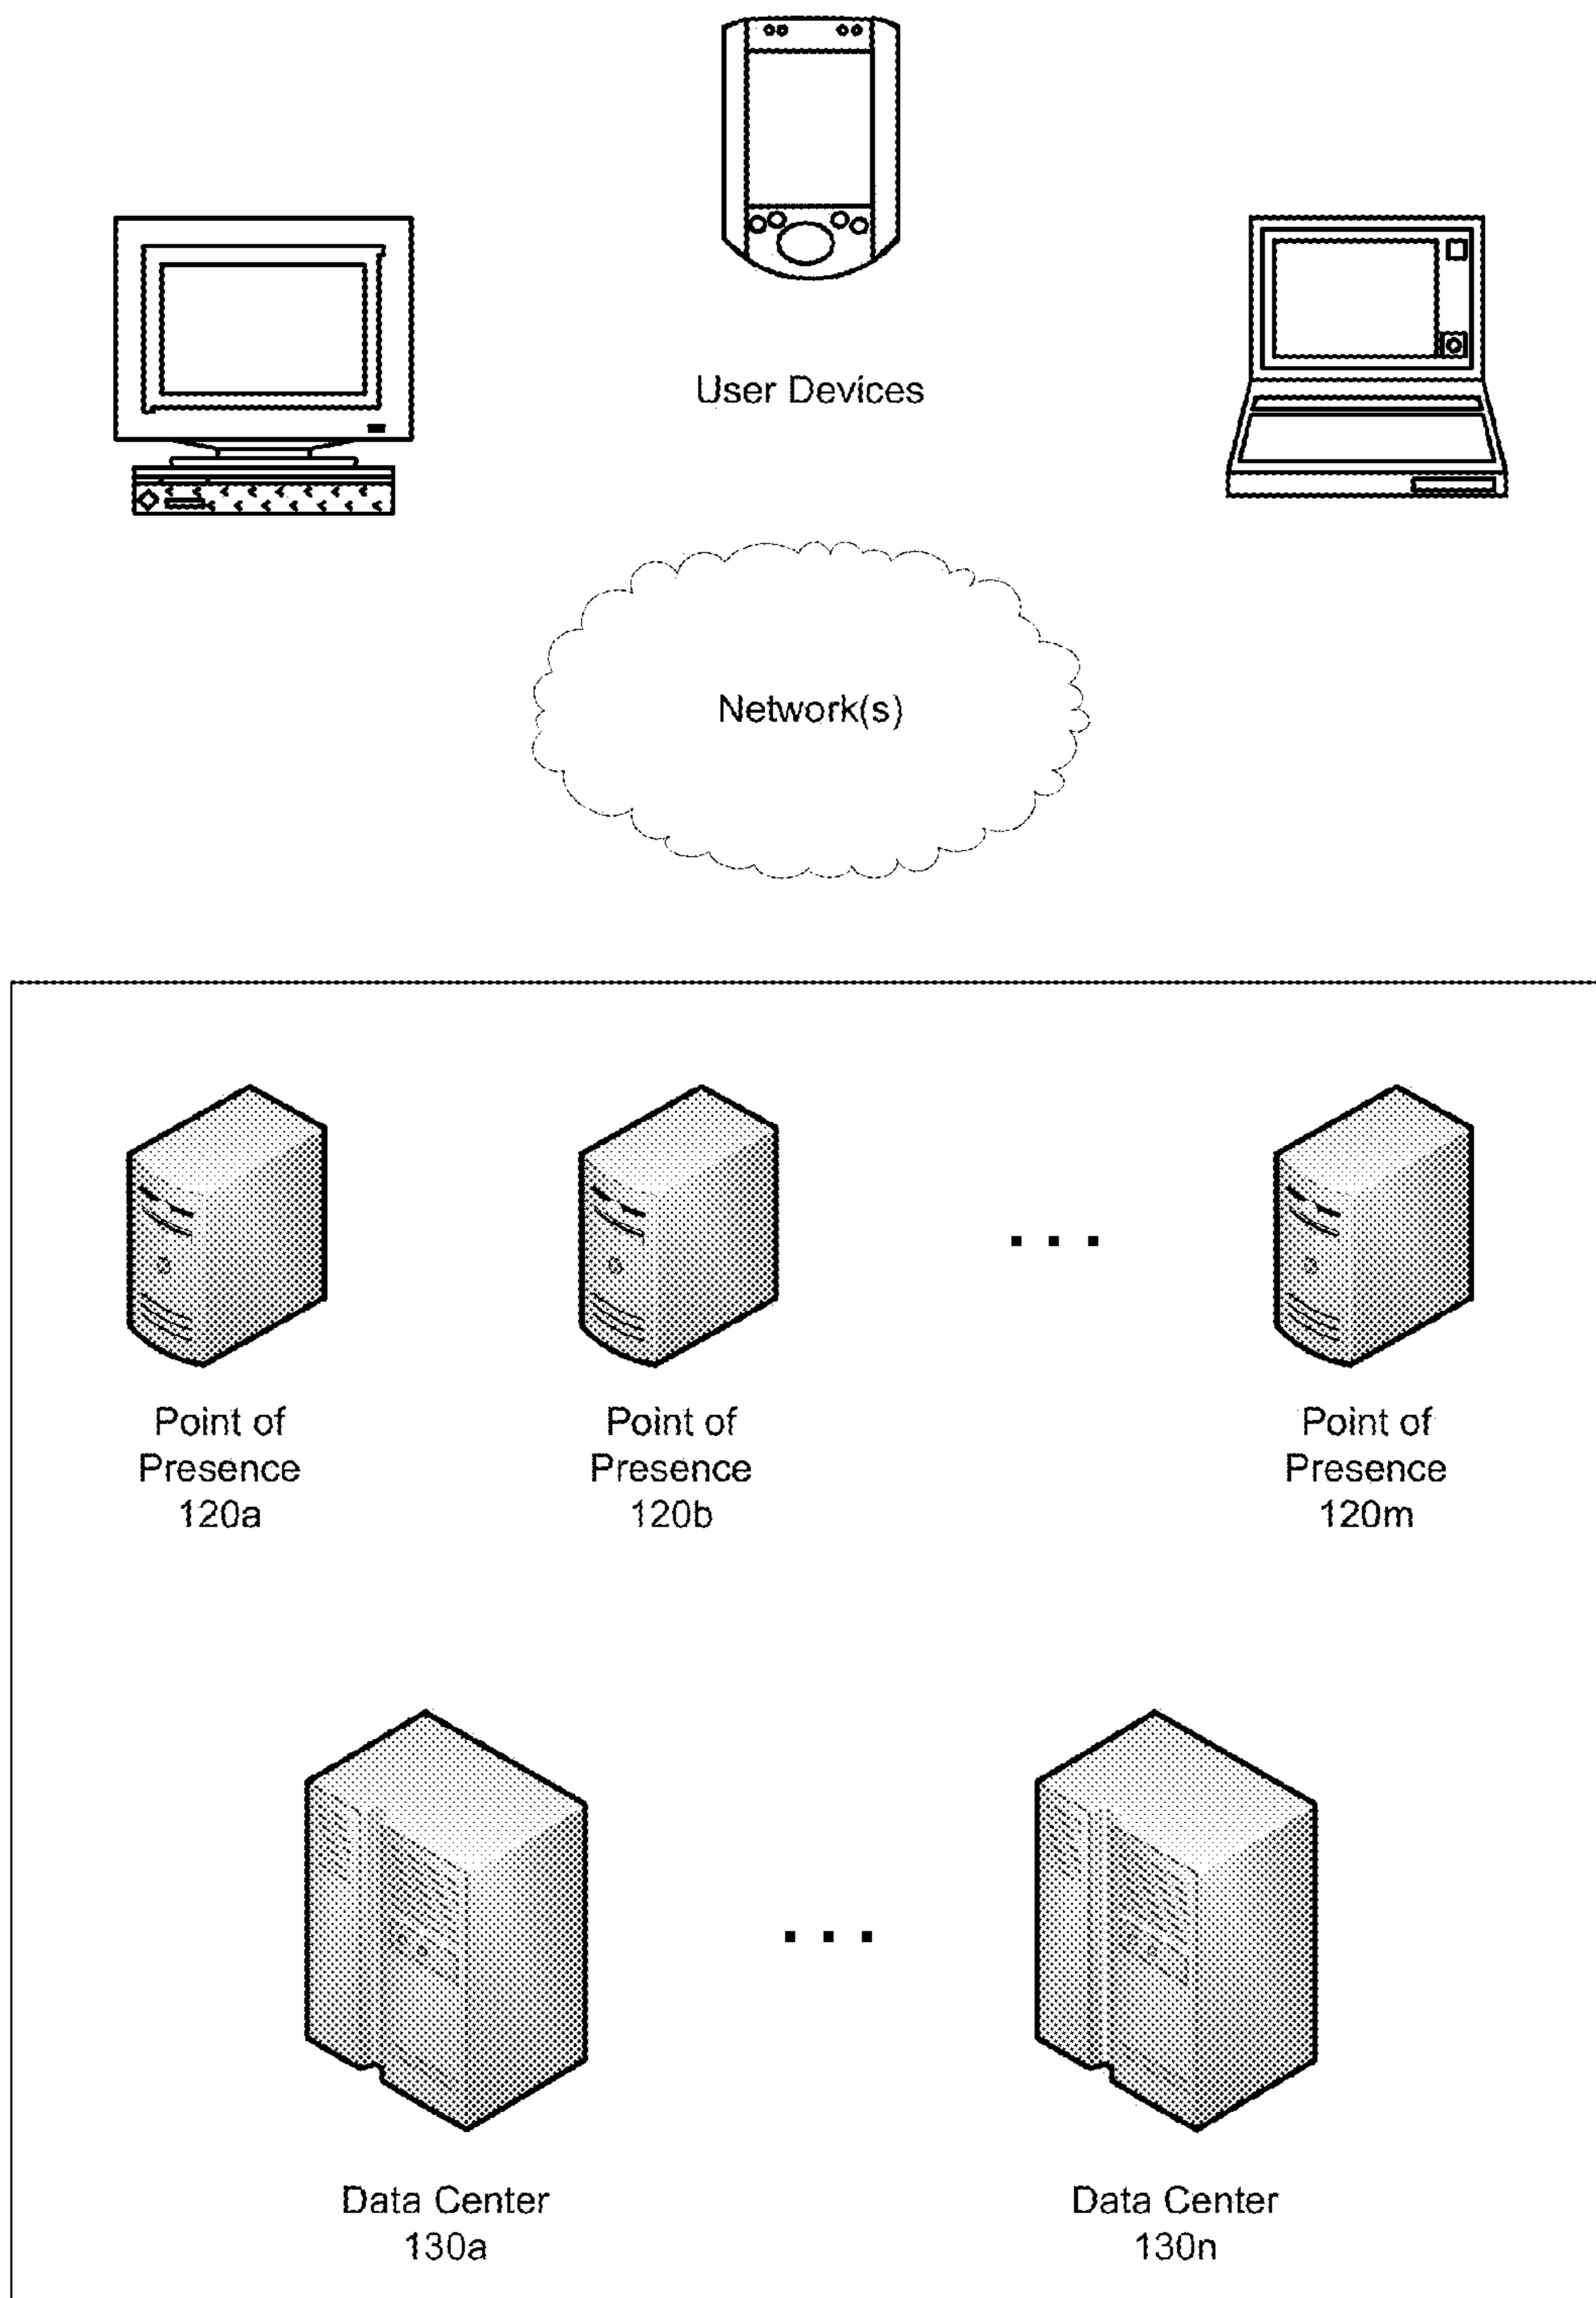 User Devices
Network(s)
. . .
Point of
Presence
120a
Point of
Presence
120b
Point of
Presence
120m
. . .
Data Center
130a
Data Center
130n